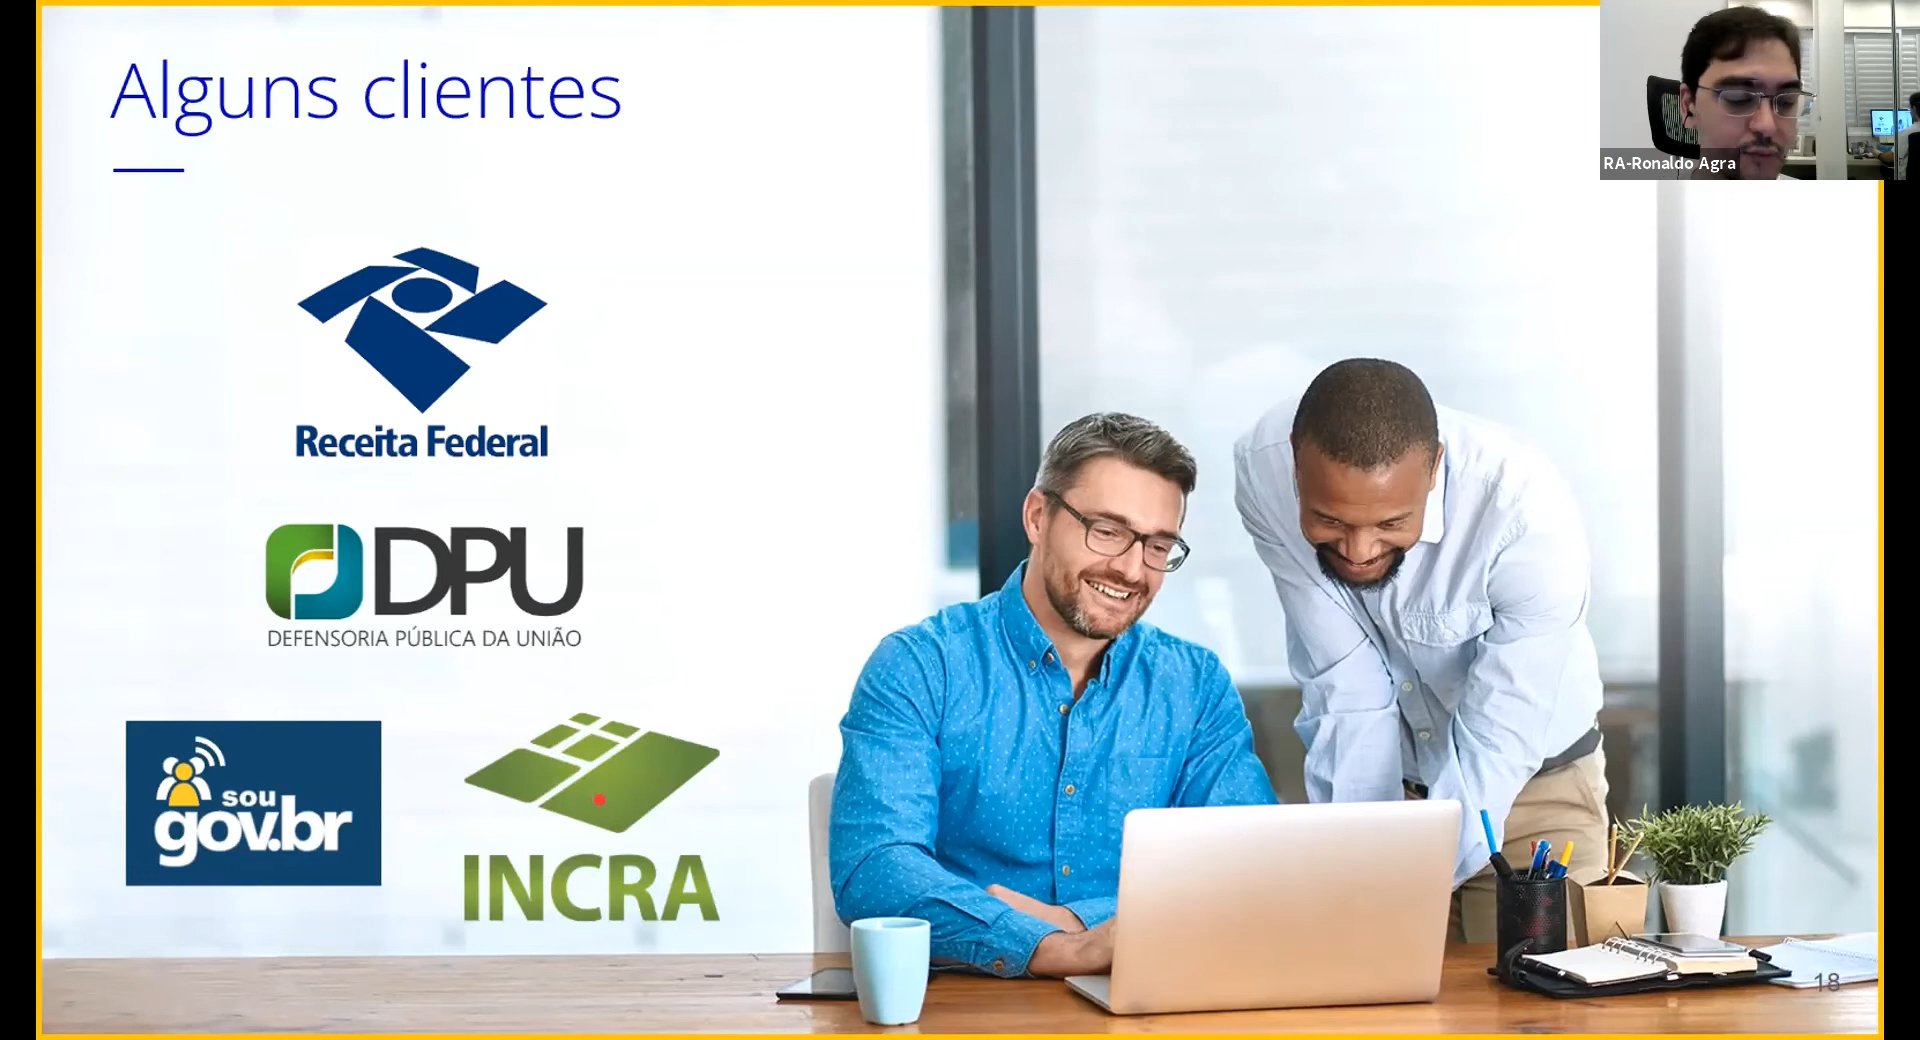 Alguns clientes
RA-Ronaldo Agra
Receita Federal
DPU
DEFENSORIA PÚBLICA DA UNIÃO
sou
gov.br
INCRA
18